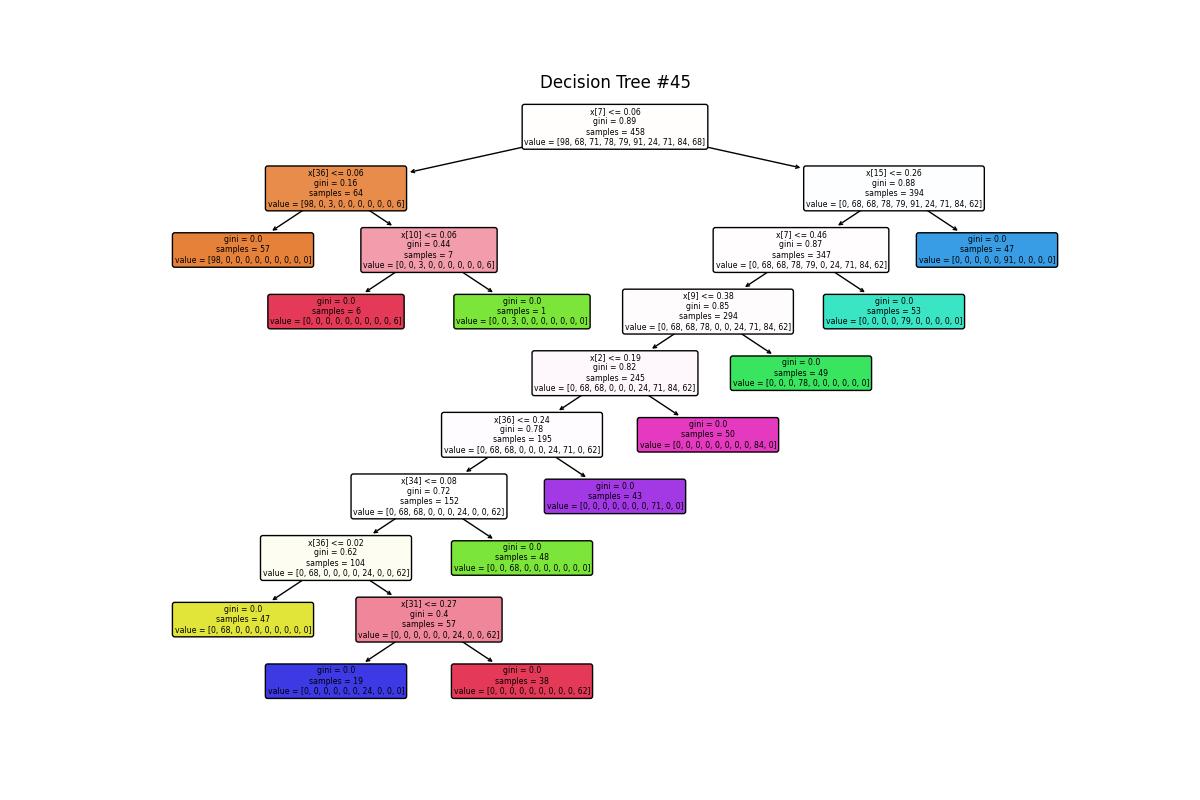 Decision Tree #45
x[7] <= 0.06
gini = 0.89
samples = 458
value = [98, 68, 71, 78, 79, 91, 24, 71, 84, 68]
x[36] <= 0.06
gini = 0.16
samples = 64
value = [98, 0, 3, 0, 0, 0, 0, 0, 0, 6]
x[15] <= 0.26
gini = 0.88
samples = 394
value = [0, 68, 68, 78, 79, 91, 24, 71, 84, 62]
gini = 0.0
samples = 57
value = [98, 0, 0, 0, 0, 0, 0, 0, 0, 0]
x[10] <= 0.06
gini = 0.44
samples = 7
value = [0, 0, 3, 0, 0, 0, 0, 0, 0, 6]
x[7] <= 0.46
gini = 0.87
samples = 347
value = [0, 68, 68, 78, 79, 0, 24, 71, 84, 62]
gini = 0.0
samples = 47
value = [0, 0, 0, 0, 0, 91, 0, 0, 0, 0]
gini = 0.0
samples = 6
value = [0, 0, 0, 0, 0, 0, 0, 0, 0, 6]
gini = 0.0
samples = 1
value = [0, 0, 3, 0, 0, 0, 0, 0, 0, 0]
x[9] <= 0.38
gini = 0.85
samples = 294
value = [0, 68, 68, 78, 0, 0, 24, 71, 84, 62]
gini = 0.0
samples = 53
value = [0, 0, 0, 0, 79, 0, 0, 0, 0, 0]
x[2] <= 0.19
gini = 0.82
samples = 245
value = [0, 68, 68, 0, 0, 0, 24, 71, 84, 62]
gini = 0.0
samples = 49
value = [0, 0, 0, 78, 0, 0, 0, 0, 0, 0]
x[36] <= 0.24
gini = 0.78
samples = 195
value = [0, 68, 68, 0, 0, 0, 24, 71, 0, 62]
gini = 0.0
samples = 50
value = [0, 0, 0, 0, 0, 0, 0, 0, 84, 0]
x[34] <= 0.08
gini = 0.72
samples = 152
value = [0, 68, 68, 0, 0, 0, 24, 0, 0, 62]
gini = 0.0
samples = 43
value = [0, 0, 0, 0, 0, 0, 0, 71, 0, 0]
x[36] <= 0.02
gini = 0.62
samples = 104
value = [0, 68, 0, 0, 0, 0, 24, 0, 0, 62]
gini = 0.0
samples = 48
value = [0, 0, 68, 0, 0, 0, 0, 0, 0, 0]
gini = 0.0
samples = 47
value = [0, 68, 0, 0, 0, 0, 0, 0, 0, 0]
x[31] <= 0.27
gini = 0.4
samples = 57
value = [0, 0, 0, 0, 0, 0, 24, 0, 0, 62]
gini = 0.0
samples = 19
value = [0, 0, 0, 0, 0, 0, 24, 0, 0, 0]
gini = 0.0
samples = 38
value = [0, 0, 0, 0, 0, 0, 0, 0, 0, 62]